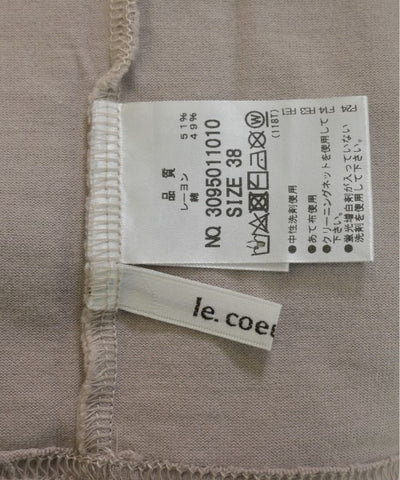 品質
レーヨン 51%
綿 49%
NO 3095011010
SIZE 38
W
(118T)
●中性洗剤使用
●あて布使用
●クリーニングネットを使用して
下さい。
●蛍光増白剤が入っていない
洗剤を使用して下さい。
le. coeu